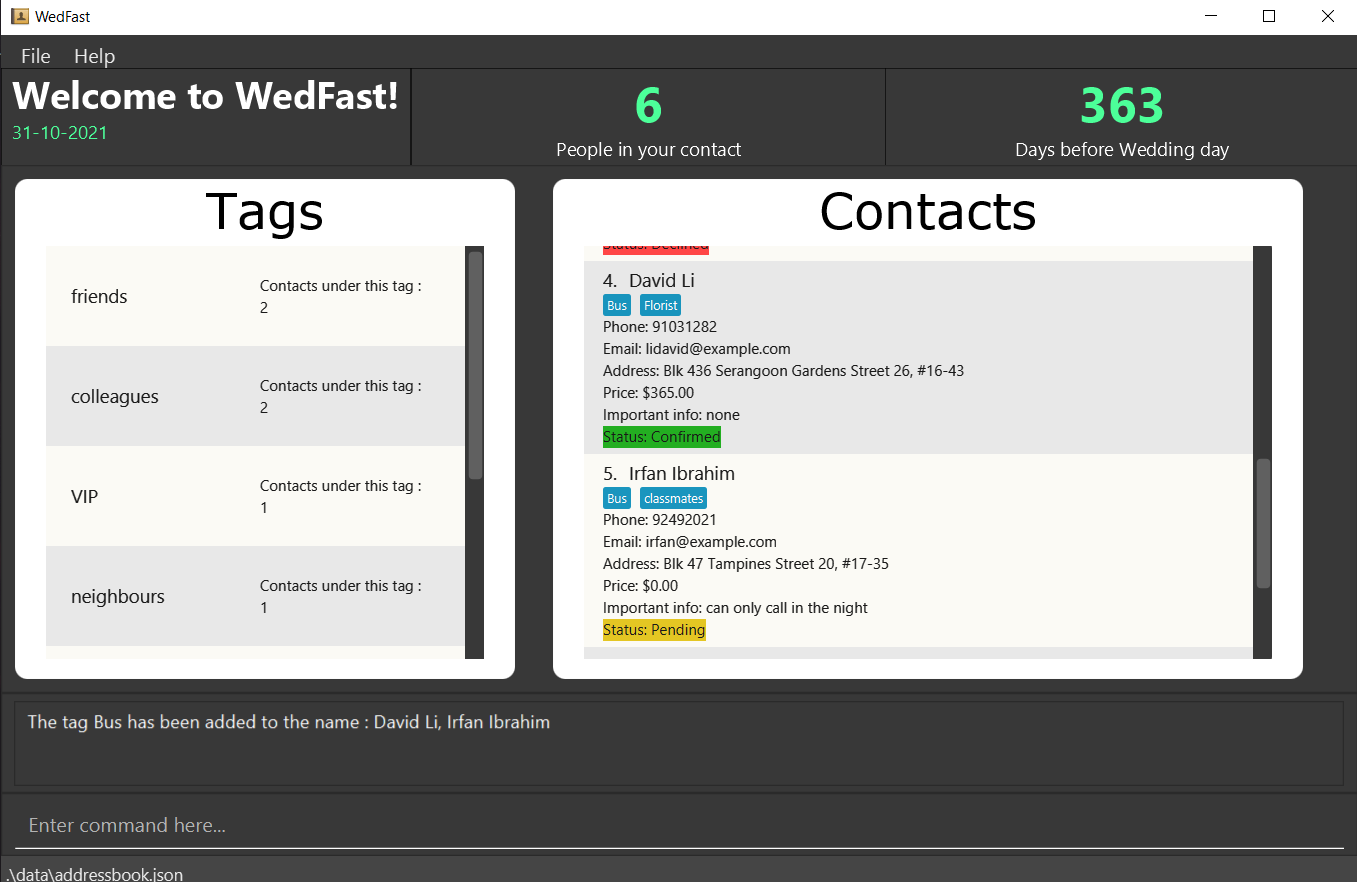 WedFast
File Help
Welcome to WedFast!
31-10-2021
6
People in your contact
363
Days before Wedding day
Tags
friends
Contacts under this tag :
2
colleagues
Contacts under this tag :
2
VIP
Contacts under this tag :
1
neighbours
Contacts under this tag :
1
Contacts
Status: Declined
4. David Li
Bus Florist
Phone: 91031282
Email: lidavid@example.com
Address: Blk 436 Serangoon Gardens Street 26, #16-43
Price: $365.00
Important info: none
Status: Confirmed
5. Irfan Ibrahim
Bus classmates
Phone: 92492021
Email: irfan@example.com
Address: Blk 47 Tampines Street 20, #17-35
Price: $0.00
Important info: can only call in the night
Status: Pending
The tag Bus has been added to the name : David Li, Irfan Ibrahim
Enter command here...
.\data\addressbook.json